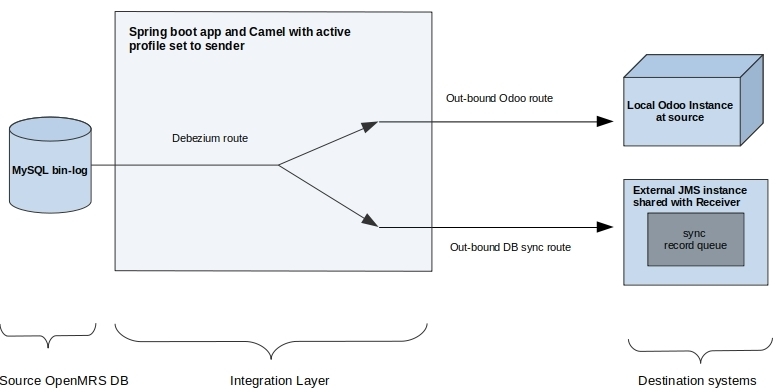 Spring boot app and Camel with active
profile set to sender
Out-bound Odoo route
Local Odoo Instance
at source
Debezium route
MySQL bin-log
External JMS instance
shared with Receiver
sync
record queue
Out-bound DB sync route
Source OpenMRS DB
Integration Layer
Destination systems